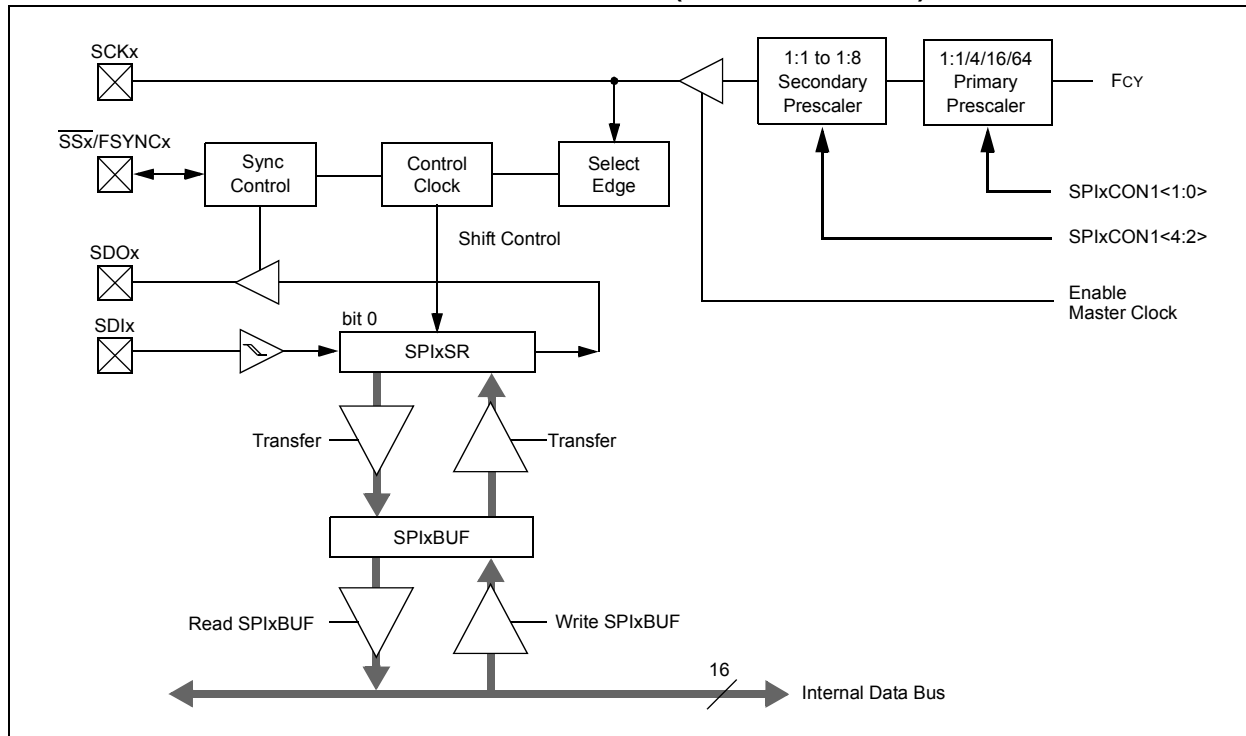 SCKx
1:1 to 1:8
Secondary
Prescaler
1:1/4/16/64
Primary
Prescaler
FCY
SSx/FSYNCx
Sync
Control
Control
Clock
Select
Edge
SPIxCON1<1:0>
SPIxCON1<4:2>
Shift Control
SDOx
Enable
Master Clock
SDIx
bit 0
SPIxSR
Transfer
Transfer
SPIxBUF
Read SPIxBUF
Write SPIxBUF
16
Internal Data Bus